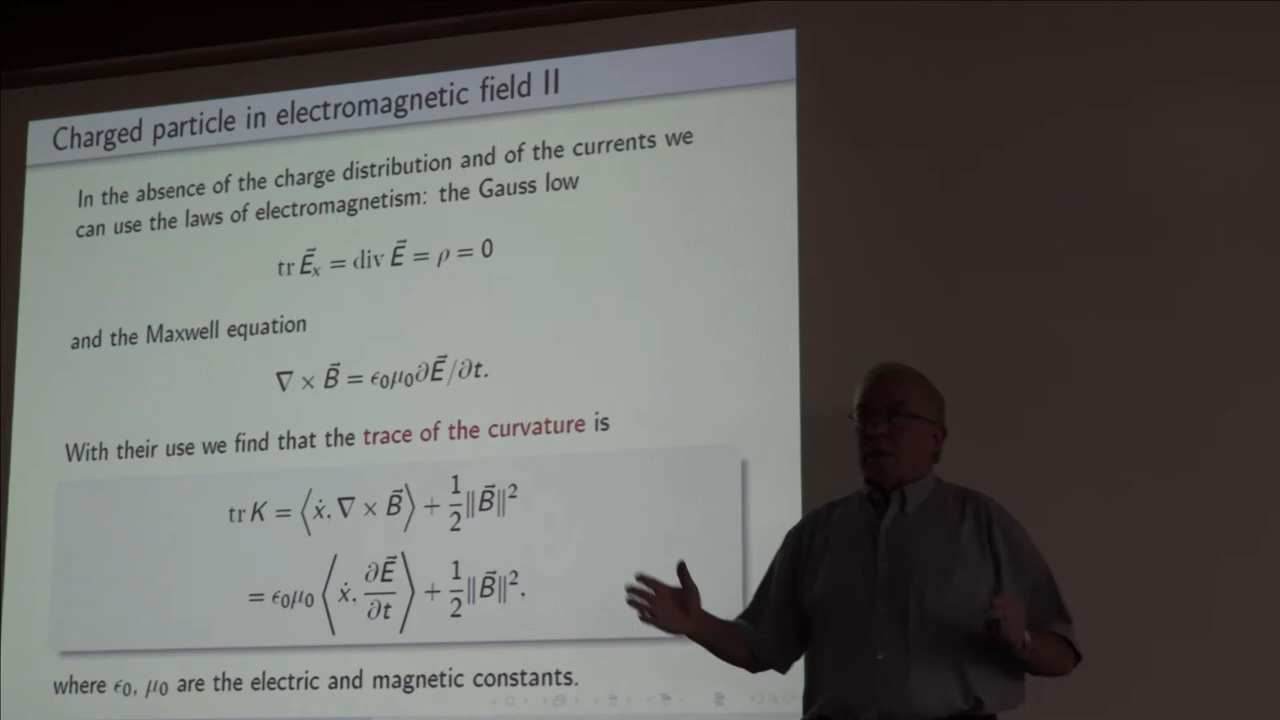 Charged particle in electromagnetic field II
In the absence of the charge distribution and of the currents we
can use the laws of electromagnetism: the Gauss low
tr E⃗ₓ = div E⃗ = ρ = 0
and the Maxwell equation
∇ × B⃗ = ϵ₀μ₀∂E⃗/∂t.
With their use we find that the trace of the curvature is
tr K = ⟨ẋ, ∇ × B⃗⟩ + 1/2 ‖B⃗‖²
= ϵ₀μ₀ ⟨ẋ, ∂E⃗/∂t⟩ + 1/2 ‖B⃗‖².
where ϵ₀, μ₀ are the electric and magnetic constants.